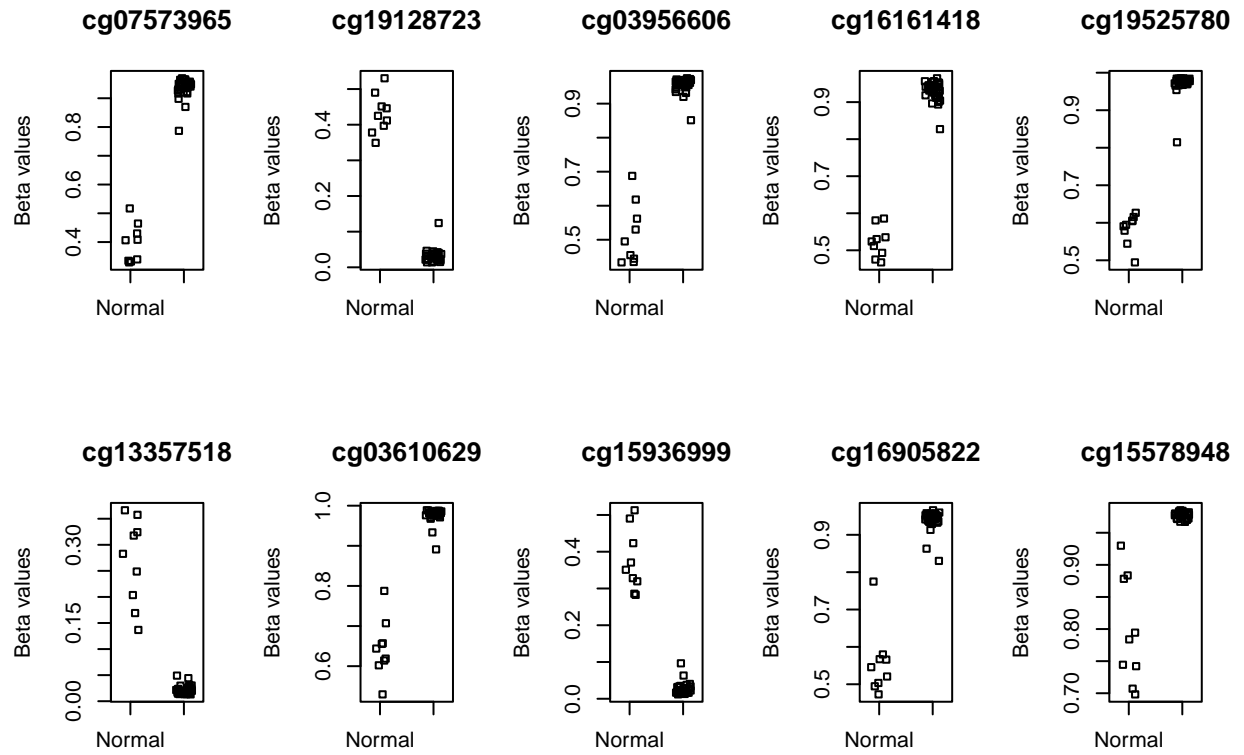 cg07573965 cg19128723 cg03956606 cg16161418 cg19525780
Beta values
0.4 0.6 0.8
Normal
Beta values
0.0 0.2 0.4
Normal
Beta values
0.5 0.7 0.9
Normal
Beta values
0.5 0.7 0.9
Normal
Beta values
0.5 0.7 0.9
Normal
cg13357518 cg03610629 cg15936999 cg16905822 cg15578948
Beta values
0.00 0.15 0.30
Normal
Beta values
0.6 0.8 1.0
Normal
Beta values
0.0 0.2 0.4
Normal
Beta values
0.5 0.7 0.9
Normal
Beta values
0.70 0.80 0.90
Normal